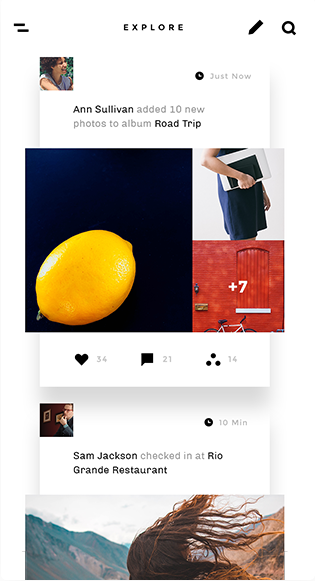 EXPLORE
Just Now
Ann Sullivan added 10 new
photos to album Road Trip
+7
34
21
14
10 Min
Sam Jackson checked in at Rio
Grande Restaurant